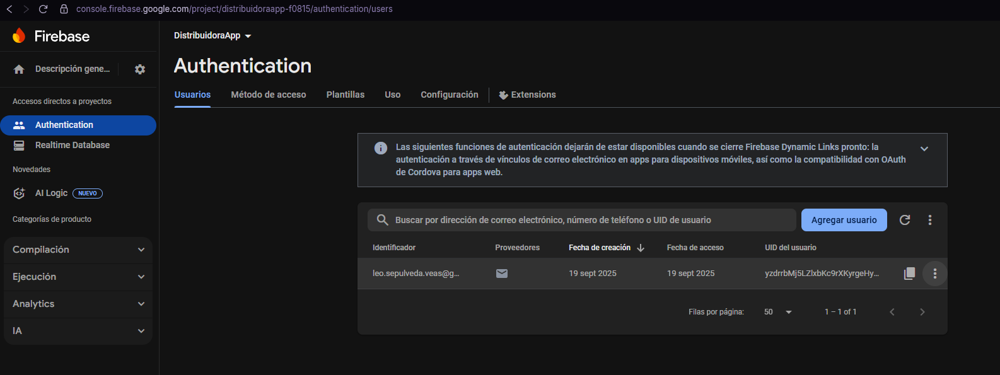 console.firebase.google.com/project/distribuidoraapp-f0815/authentication/users
Firebase
Descripción gene...
Accesos directos a proyectos
Authentication
Realtime Database
Novedades
AI Logic NUEVO
Categorías de producto
Compilación
Ejecución
Analytics
IA
DistribuidoraApp
Authentication
Usuarios Método de acceso Plantillas Uso Configuración Extensions
Las siguientes funciones de autenticación dejarán de estar disponibles cuando se cierre Firebase Dynamic Links pronto: la
autenticación a través de vínculos de correo electrónico en apps para dispositivos móviles, así como la compatibilidad con OAuth
de Cordova para apps web.
Buscar por dirección de correo electrónico, número de teléfono o UID de usuario Agregar usuario
Identificador Proveedores Fecha de creación Fecha de acceso UID del usuario
leo.sepulveda.veas@g... 19 sept 2025 19 sept 2025 yzdrrbMj5LZlxbKc9rXKyrgeHy...
Filas por página: 50 1 – 1 of 1